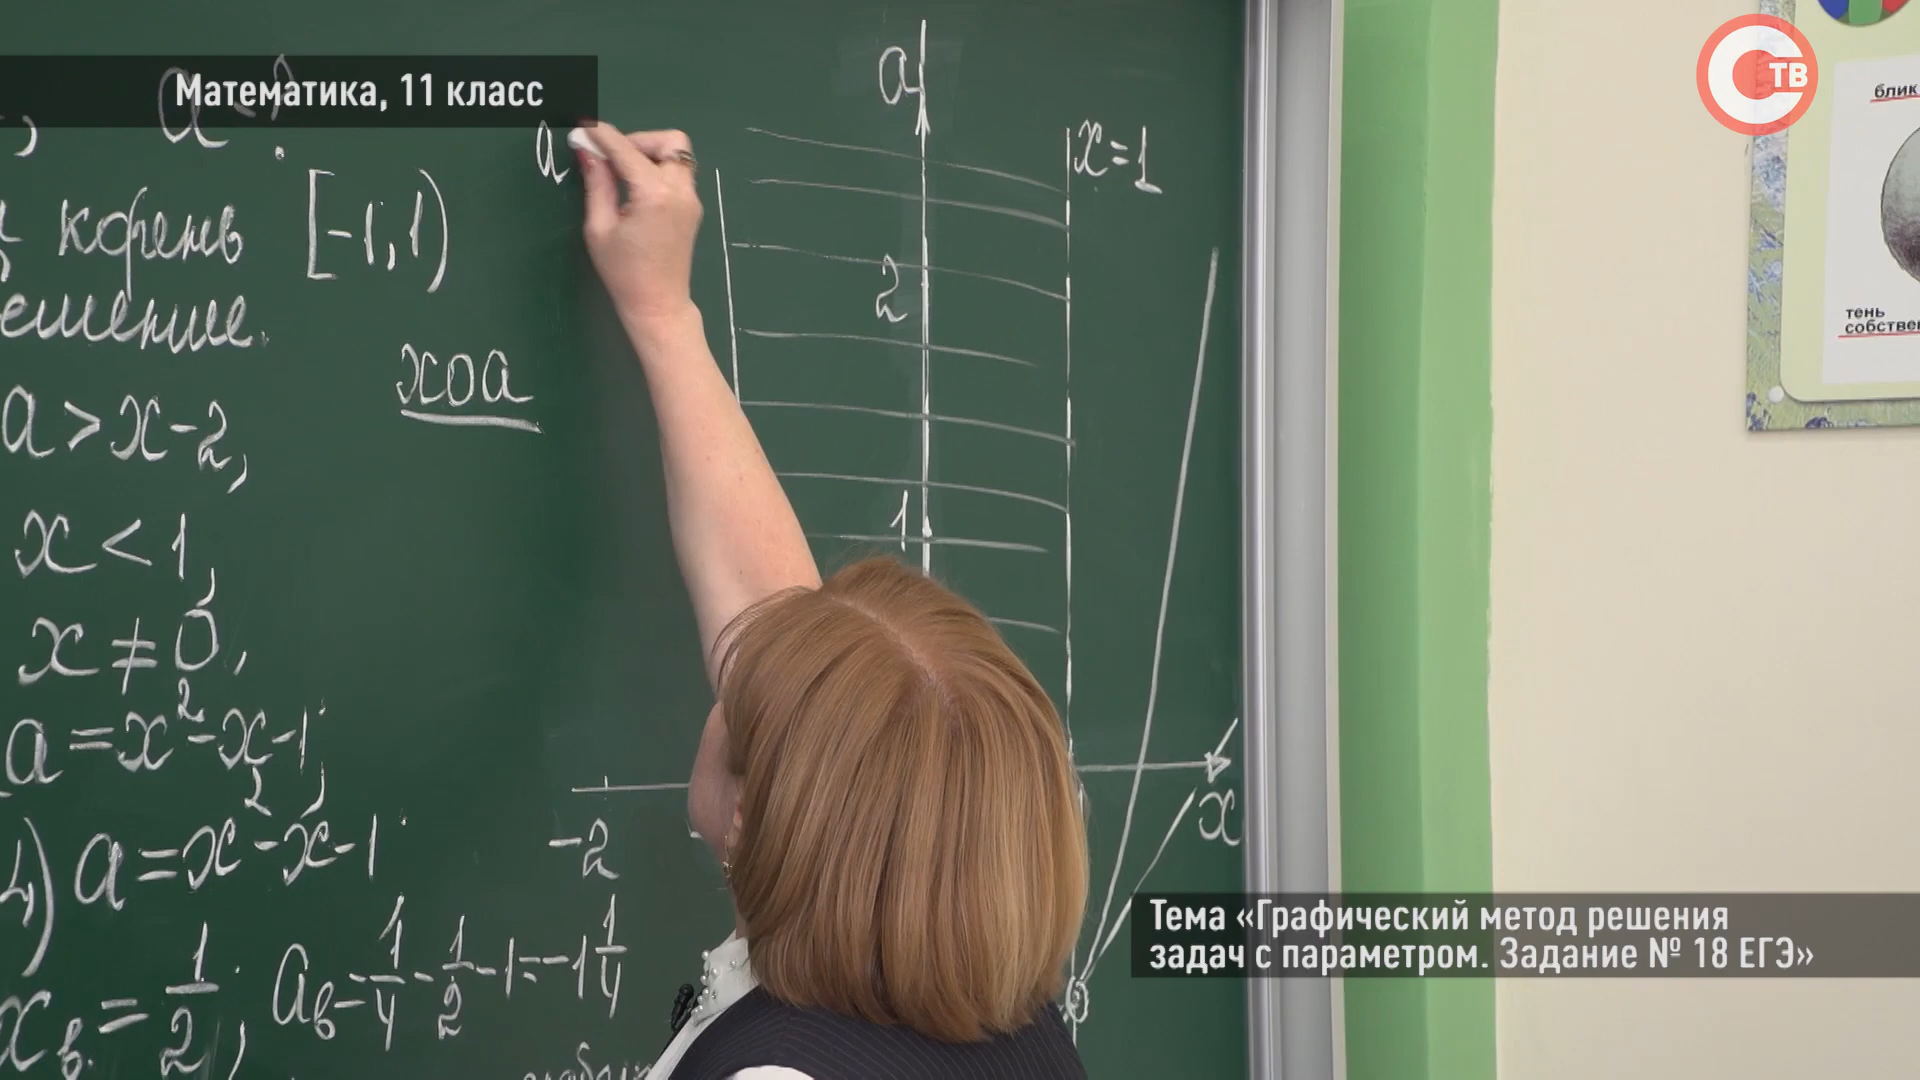 Математика, 11 класс
СТВ
, a-?
корень [-1, 1)
решение.
xoa
a > x-2,
x < 1,
x ≠ 0,
a = x²-x-1;
4) a = x²-x-1
xв. = 1/2; aв = 1/4 - 1/2 - 1 = -1 1/4
a
a
x=1
2
1
-2
x
блик
тень
собствен
Тема «Графический метод решения
задач с параметром. Задание № 18 ЕГЭ»